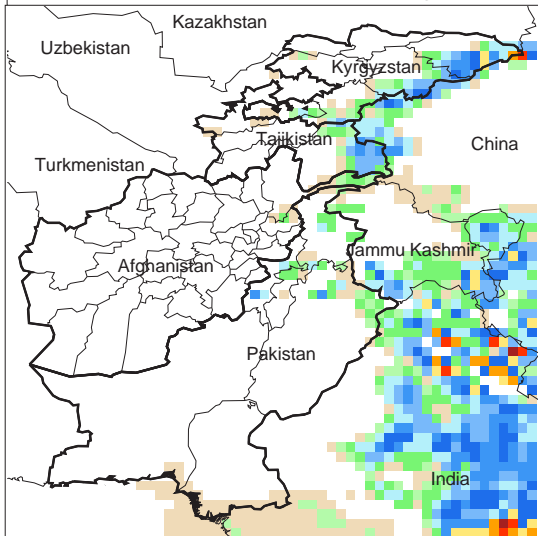 Kazakhstan
Uzbekistan
Kyrgyzstan
Tajikistan
China
Turkmenistan
Jammu Kashmir
Afghanistan
Pakistan
India